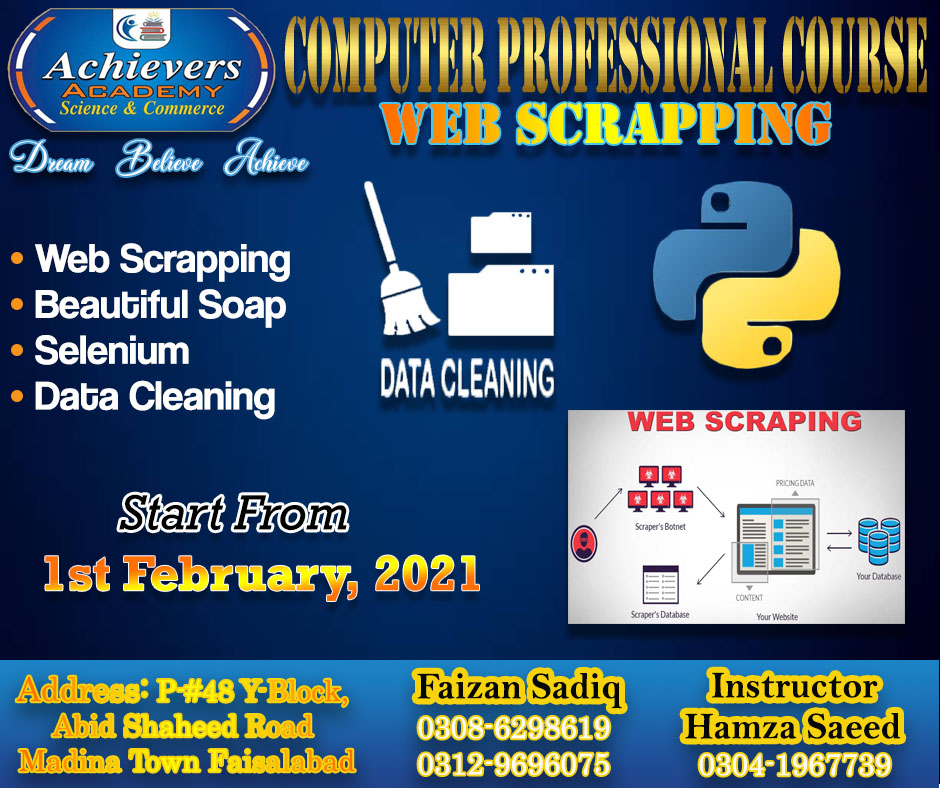 Achievers
ACADEMY
Science & Commerce
Dream Believe Achieve
COMPUTER PROFESSIONAL COURSE
WEB SCRAPPING
• Web Scrapping
• Beautiful Soap
• Selenium
• Data Cleaning
DATA CLEANING
WEB SCRAPING
PRICING DATA
Scraper's Botnet
Your Database
CONTENT
Scraper's Database
Your Website
Start From
1st February, 2021
Address: P-#48 Y-Block,
Abid Shaheed Road
Madina Town Faisalabad
Faizan Sadiq
0308-6298619
0312-9696075
Instructor
Hamza Saeed
0304-1967739